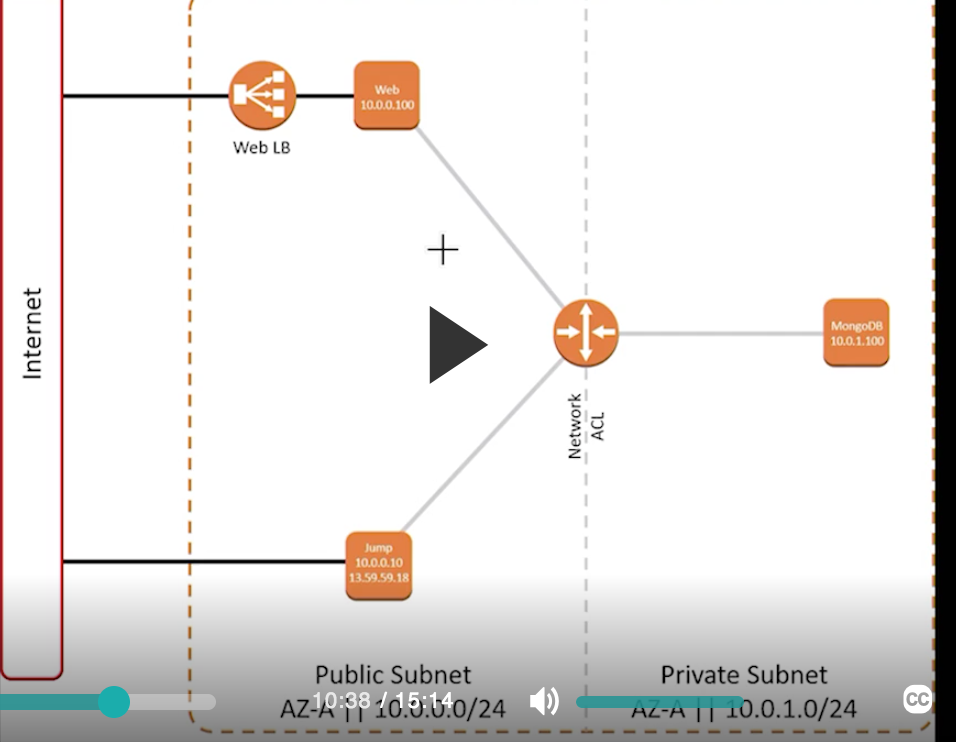 Web
10.0.0.100
Web LB
Internet
MongoDB
10.0.1.100
Network
ACL
Jump
10.0.0.10
13.59.59.18
Public Subnet
AZ-A || 10.0.0.0/24
Private Subnet
AZ-A || 10.0.1.0/24
10:38 / 15:14
CC